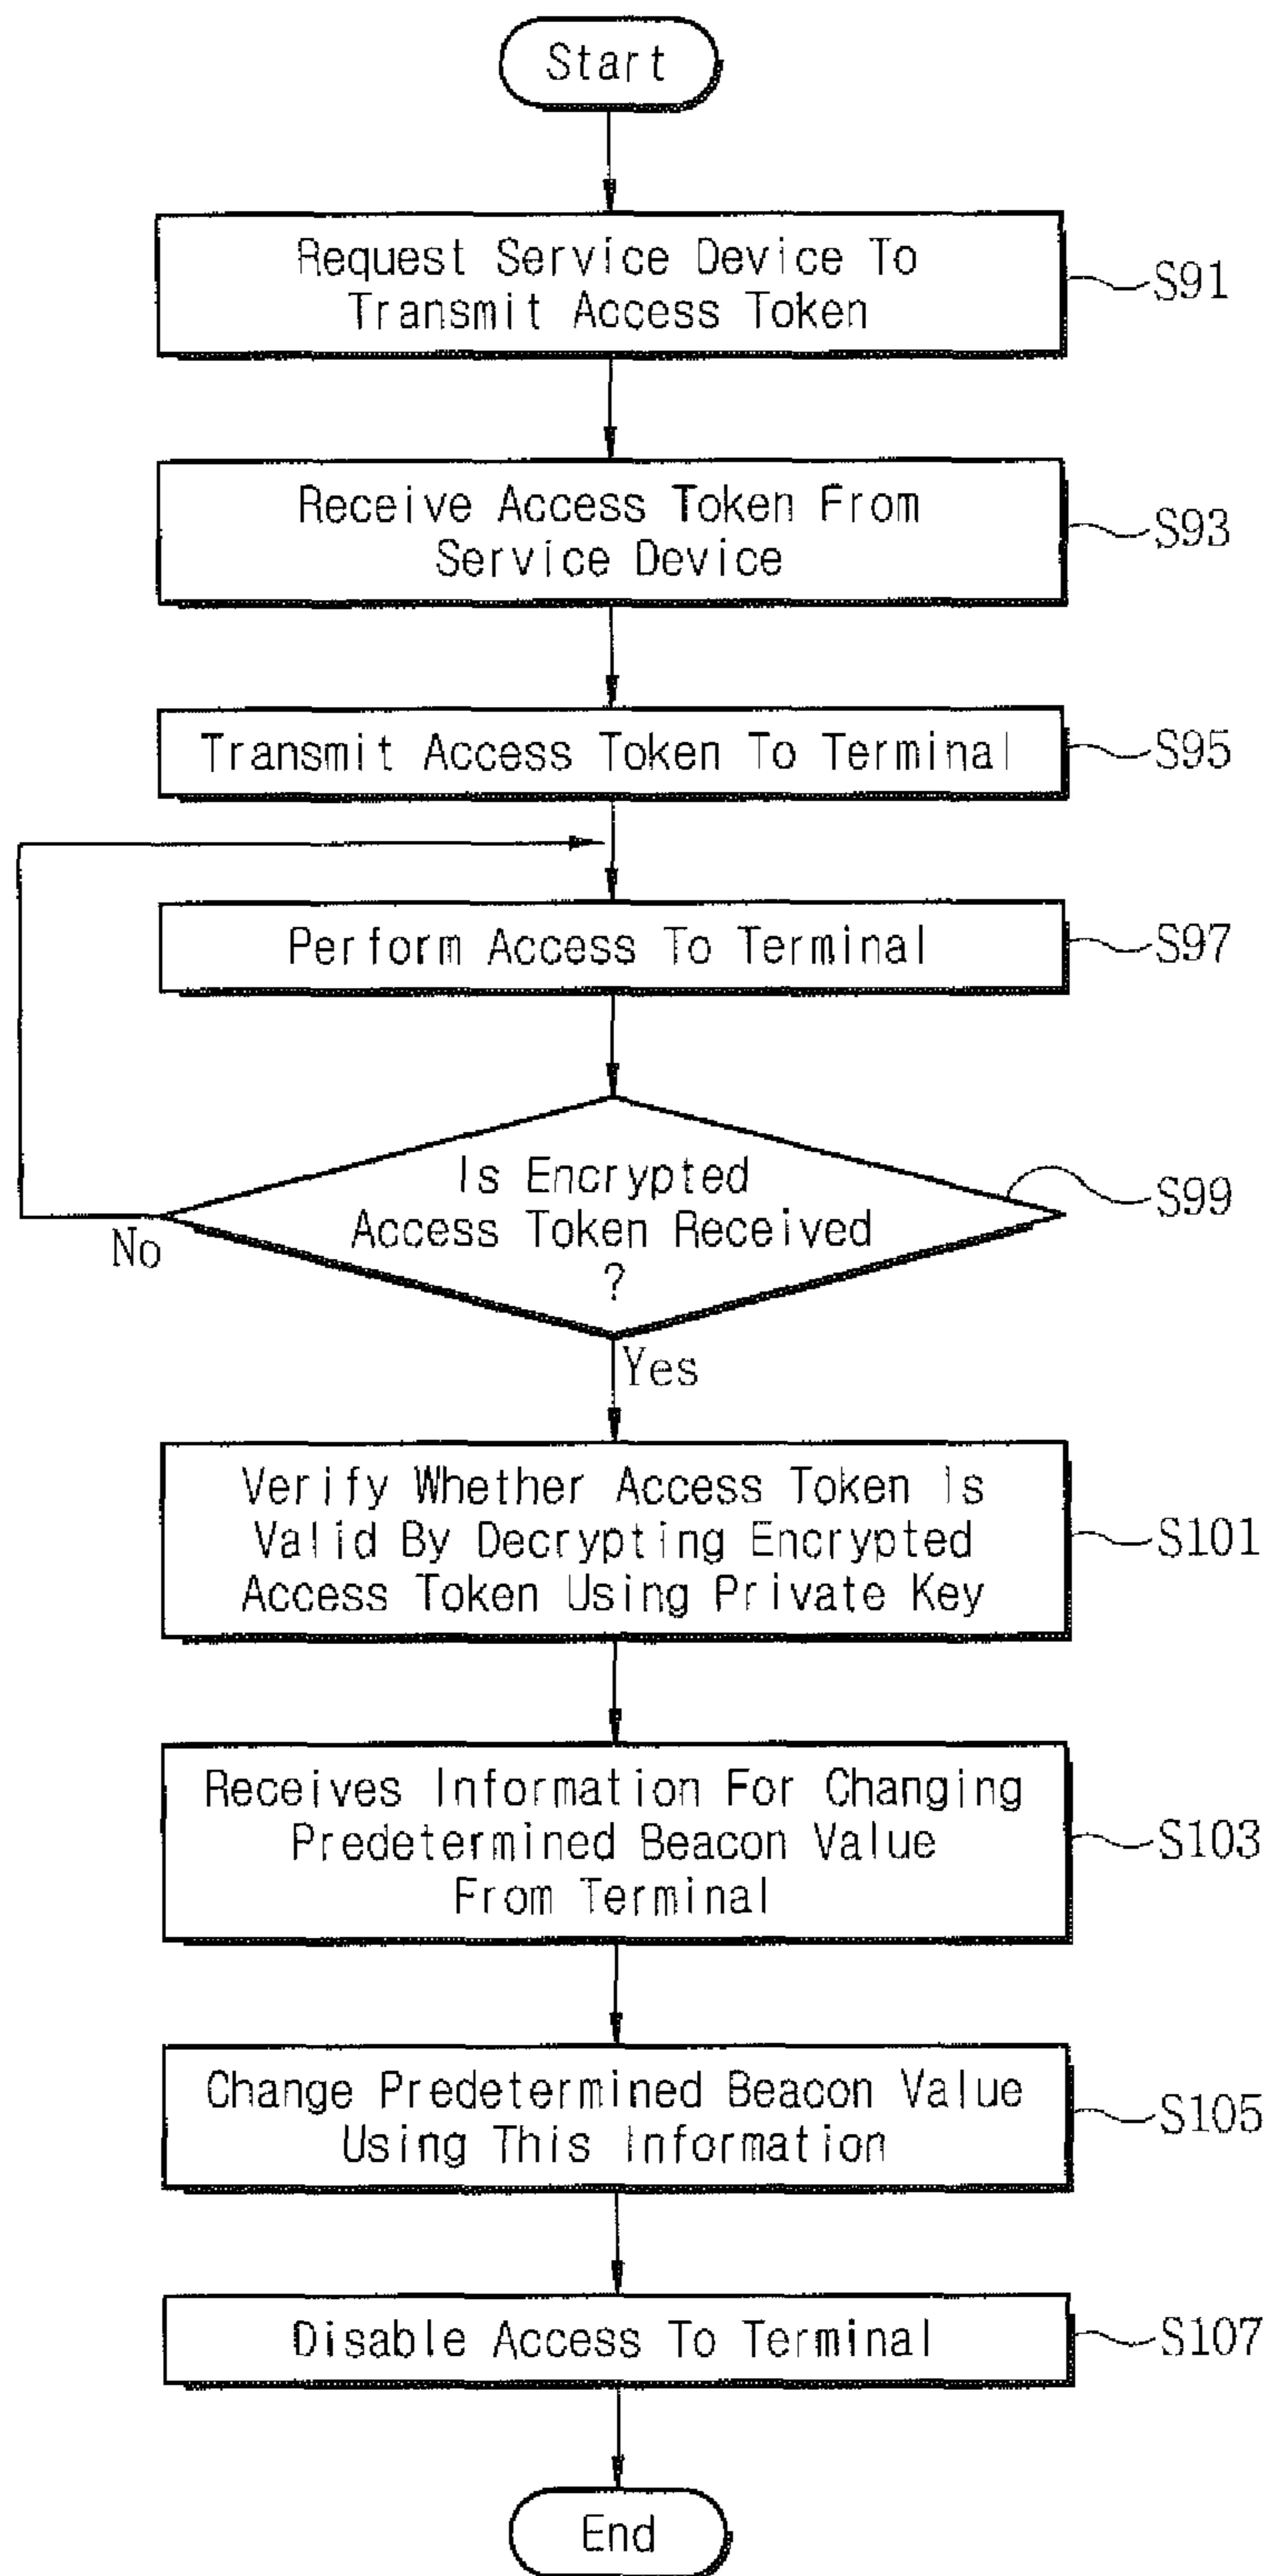 Start
Request Service Device To
Transmit Access Token
S91
Receive Access Token From
Service Device
S93
Transmit Access Token To Terminal
S95
Perform Access To Terminal
S97
Is Encrypted
Access Token Received
?
S99
No
Yes
Verify Whether Access Token Is
Valid By Decrypting Encrypted
Access Token Using Private Key
S101
Receives Information For Changing
Predetermined Beacon Value
From Terminal
S103
Change Predetermined Beacon Value
Using This Information
S105
Disable Access To Terminal
S107
End